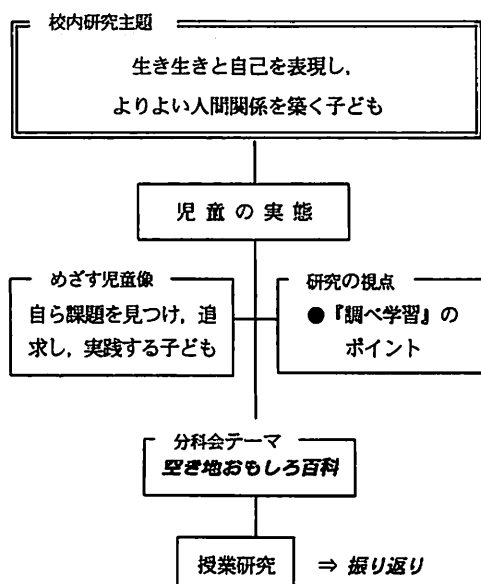 校内研究主題
生き生きと自己を表現し,
よりよい人間関係を築く子ども
児童の実態
めざす児童像
自ら課題を見つけ,追
求し,実践する子ども
研究の視点
●『調べ学習』の
ポイント
分科会テーマ
空き地おもしろ百科
授業研究 ⇒ 振り返り